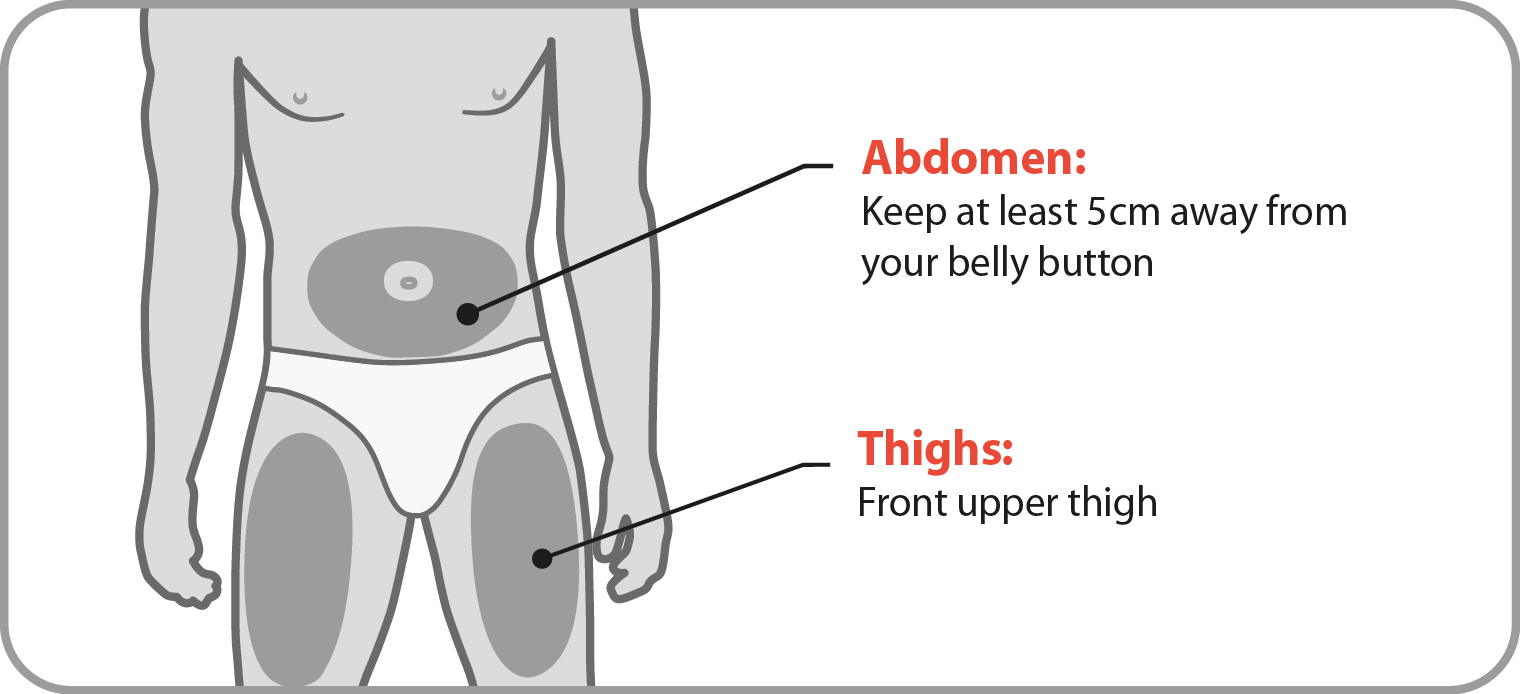 Abdomen:
Keep at least 5cm away from
your belly button
Thighs:
Front upper thigh